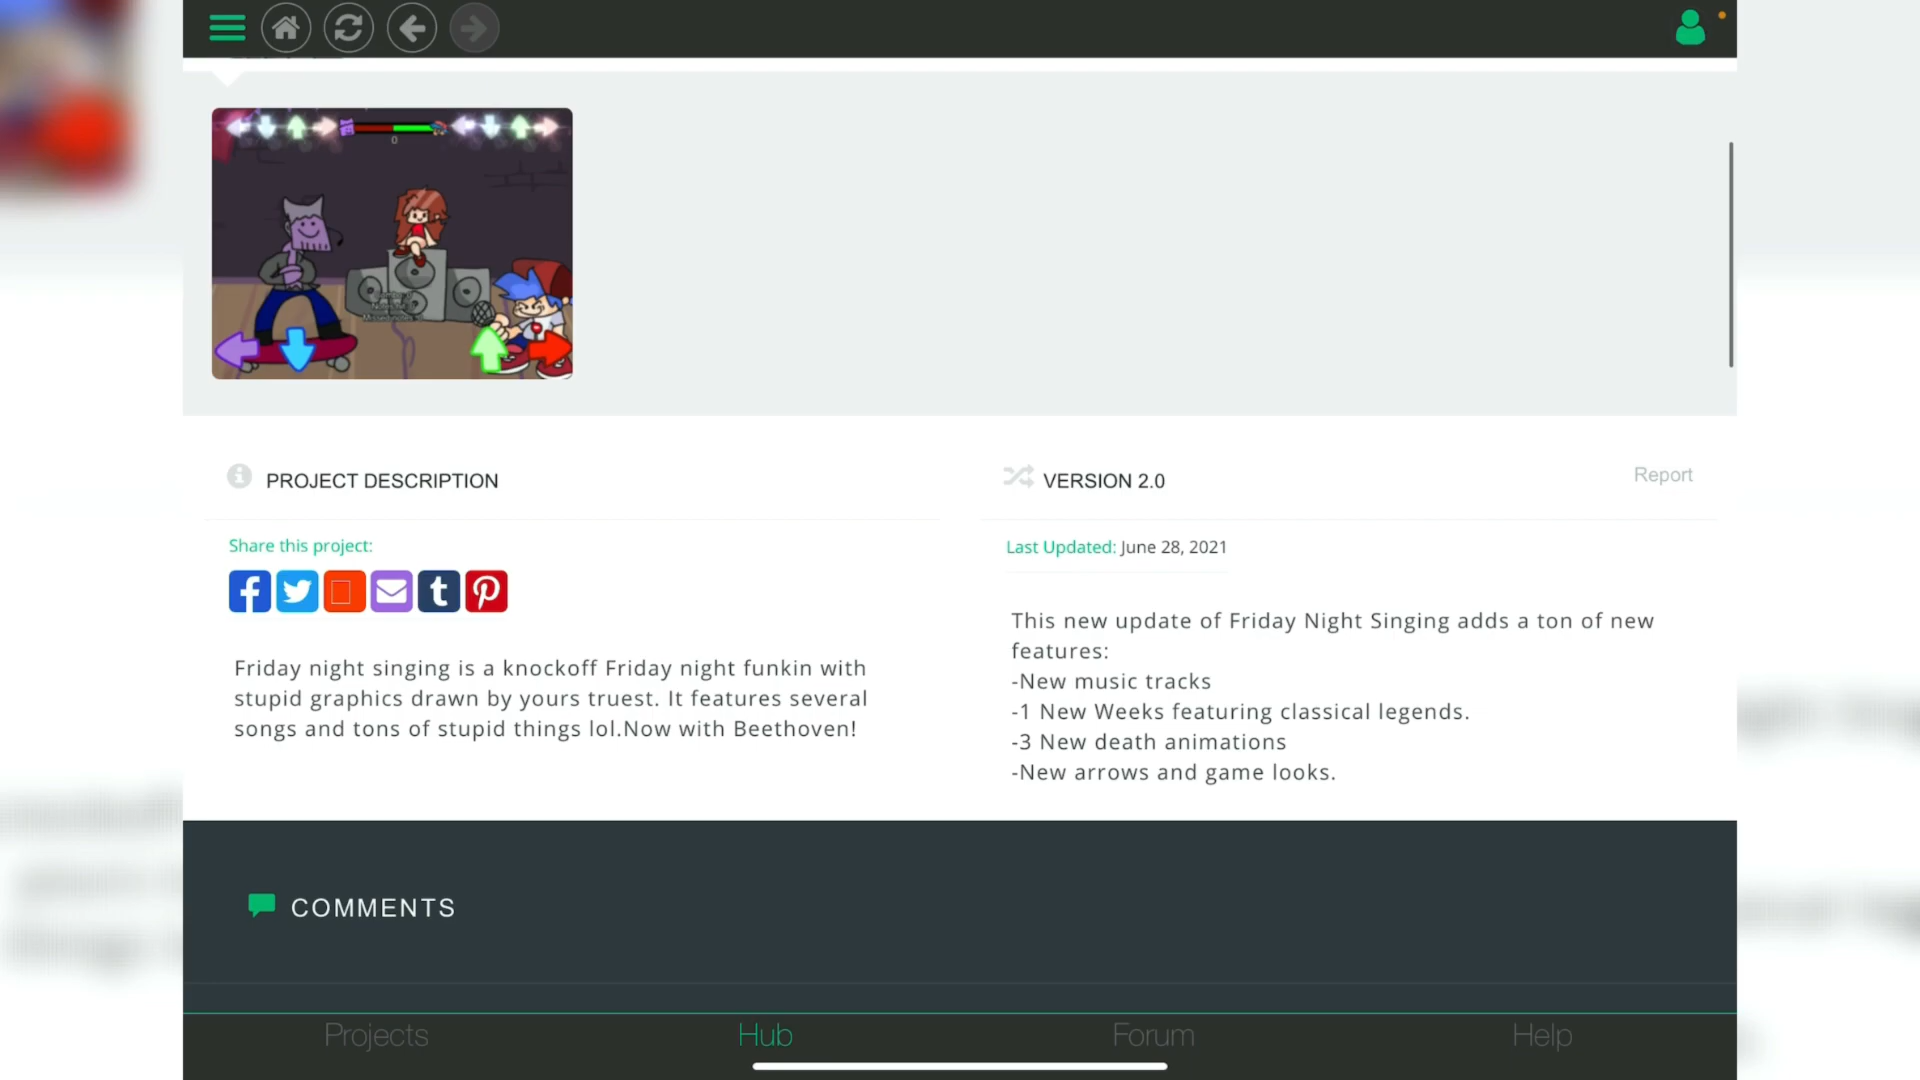 0
PROJECT DESCRIPTION
Share this project:
Friday night singing is a knockoff Friday night funkin with
stupid graphics drawn by yours truest. It features several
songs and tons of stupid things lol.Now with Beethoven!
VERSION 2.0
Report
Last Updated: June 28, 2021
This new update of Friday Night Singing adds a ton of new
features:
-New music tracks
-1 New Weeks featuring classical legends.
-3 New death animations
-New arrows and game looks.
COMMENTS
Projects
Hub
Forum
Help